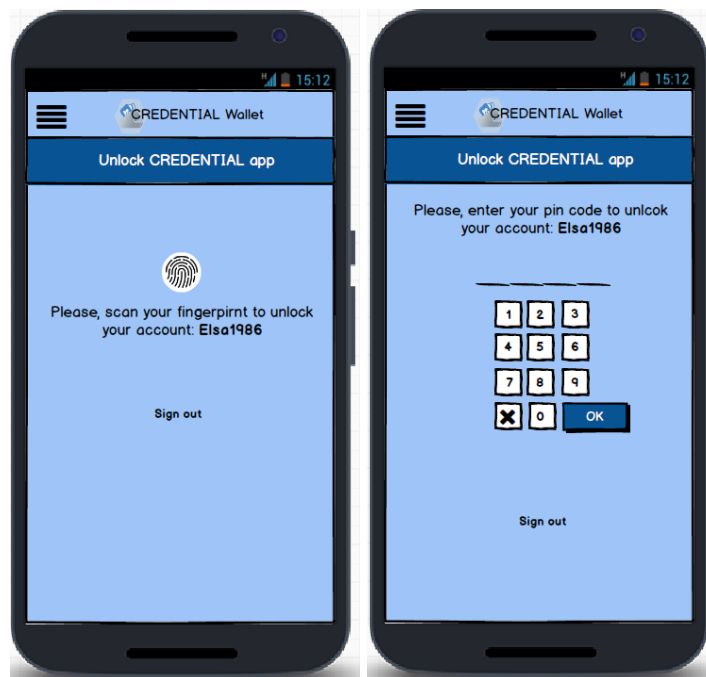 H 15:12
CREDENTIAL Wallet
Unlock CREDENTIAL app
Please, scan your fingerpirnt to unlock
your account: Elsa1986
Sign out
H 15:12
CREDENTIAL Wallet
Unlock CREDENTIAL app
Please, enter your pin code to unlcok
your account: Elsa1986
1 2 3
4 5 6
7 8 9
0 OK
Sign out